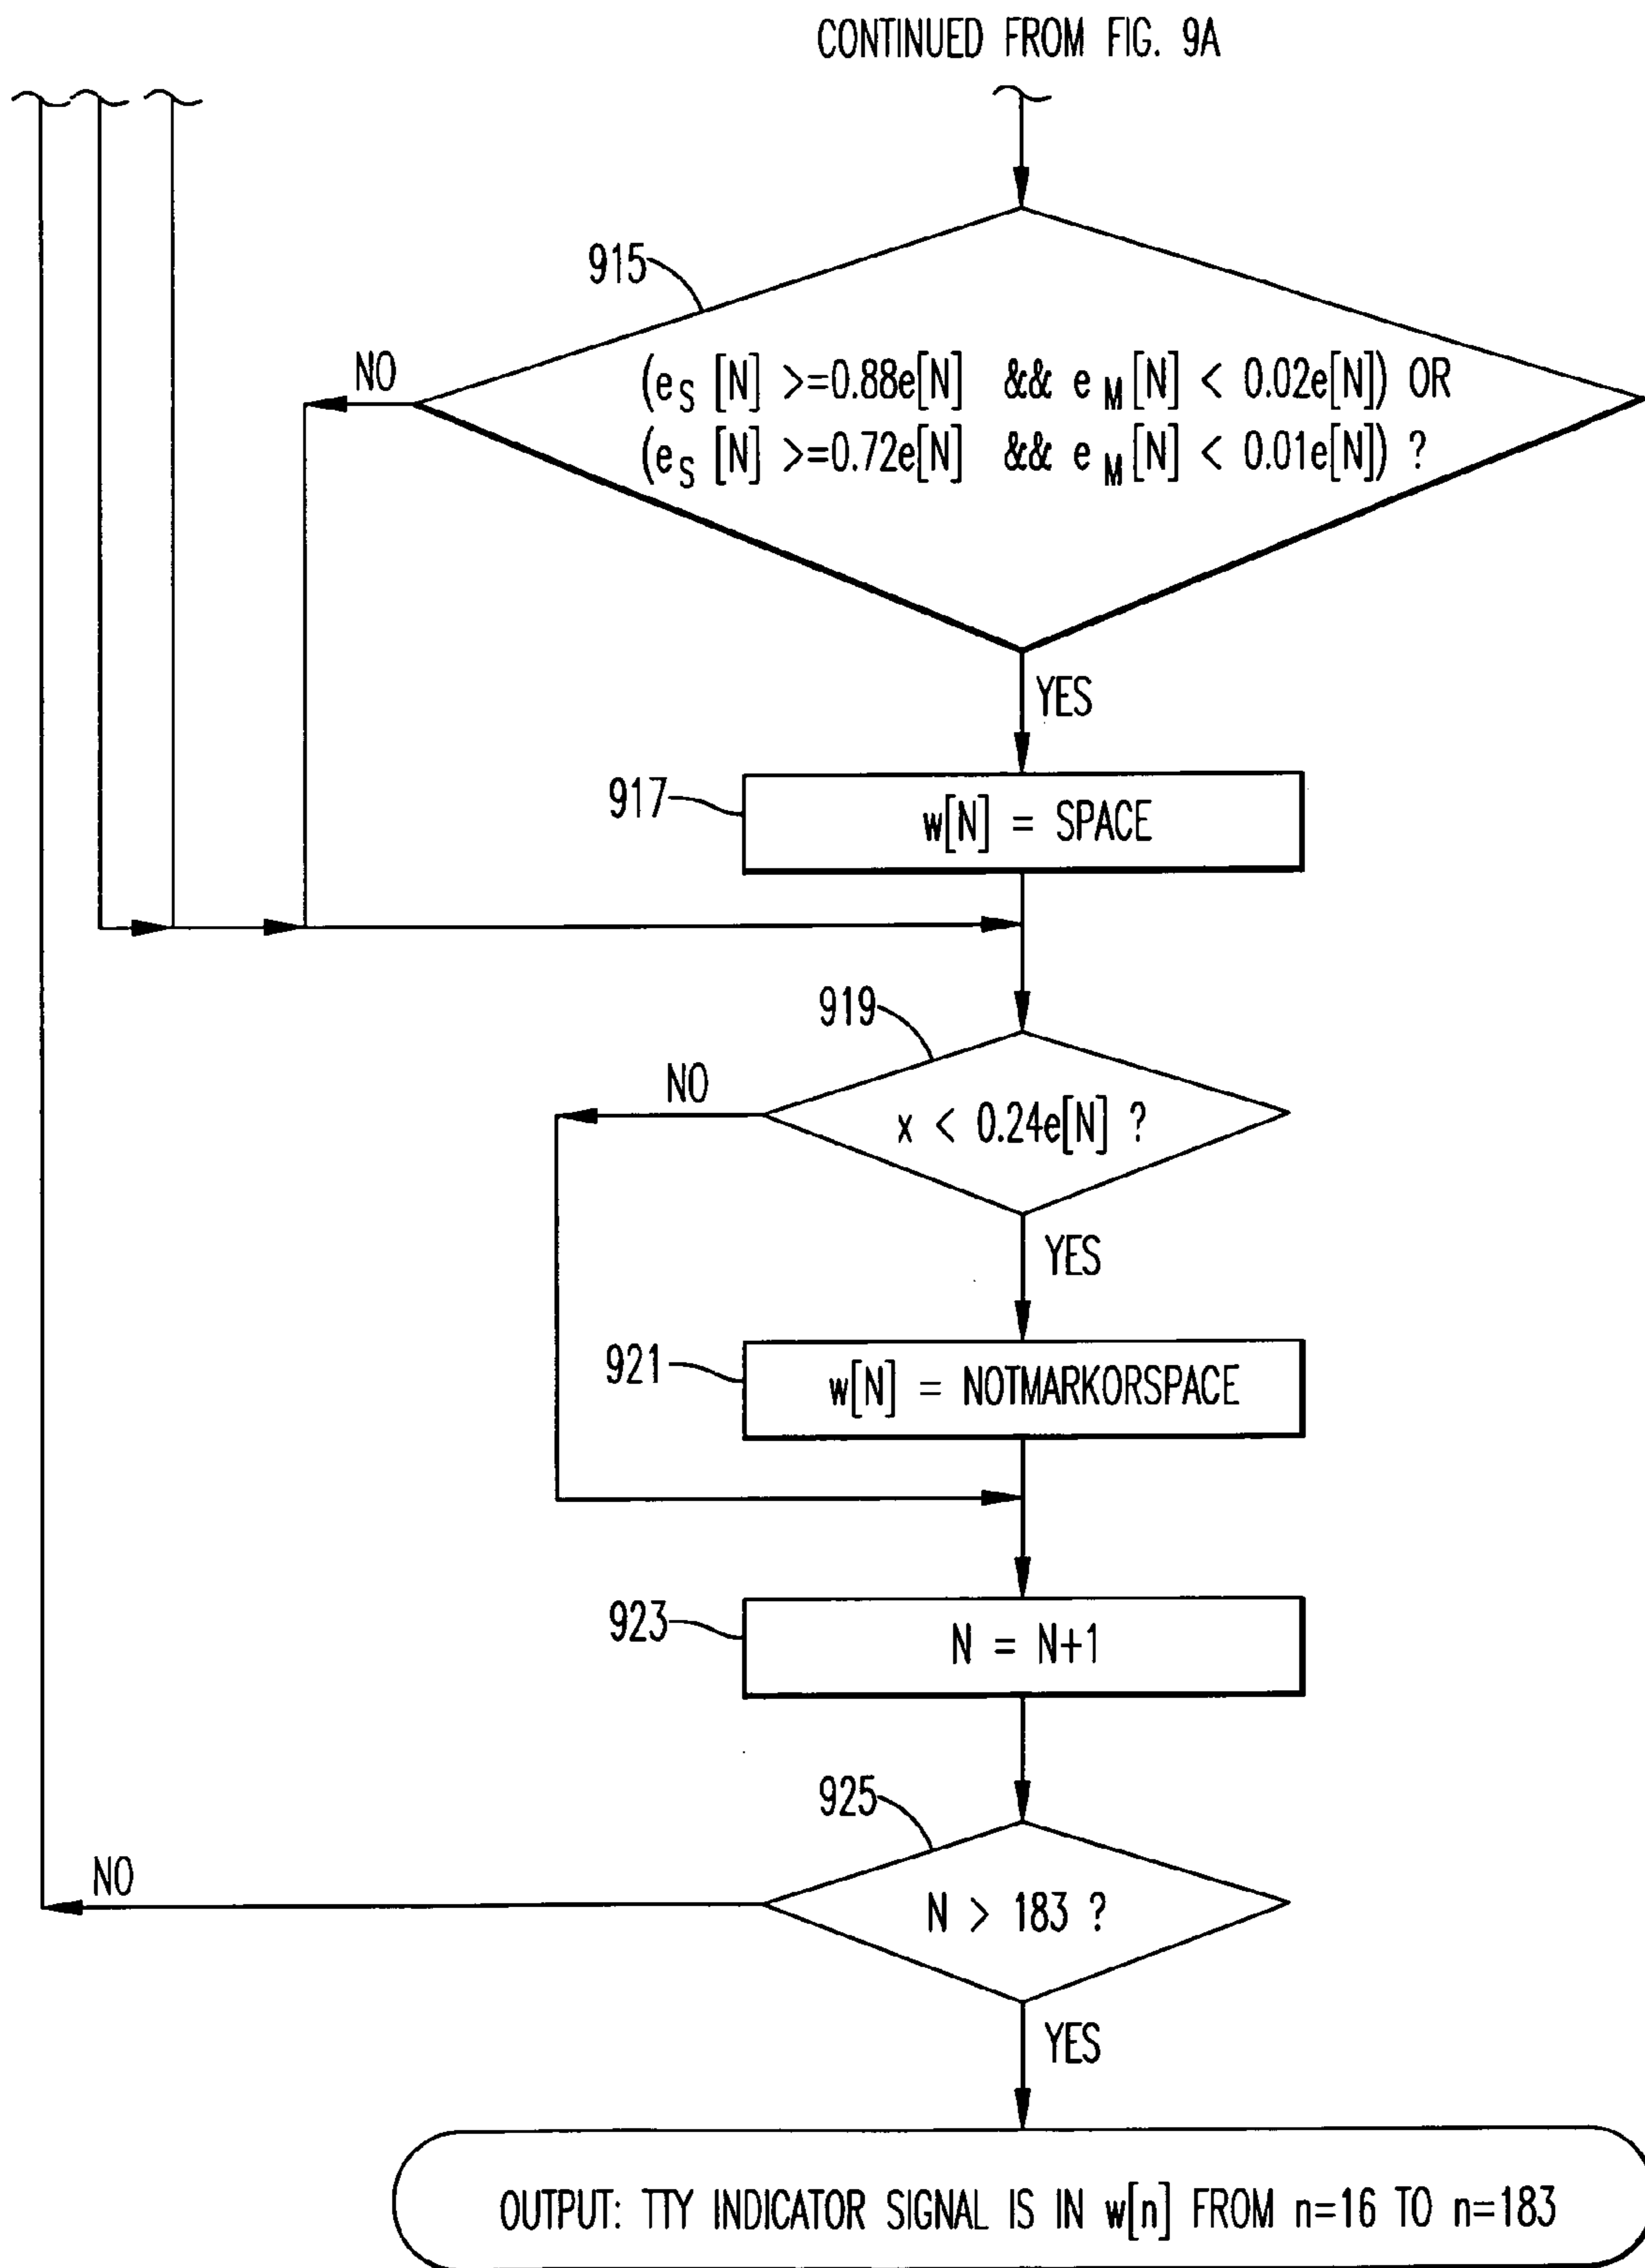 CONTINUED FROM FIG. 9A
915
NO
(eS [N] >=0.88e[N] && eM[N] < 0.02e[N]) OR
(eS [N] >=0.72e[N] && eM[N] < 0.01e[N]) ?
YES
917
w[N] = SPACE
919
NO
x < 0.24e[N] ?
YES
921
w[N] = NOTMARKORSPACE
923
N = N+1
925
NO
N > 183 ?
YES
OUTPUT: TTY INDICATOR SIGNAL IS IN w[n] FROM n=16 TO n=183